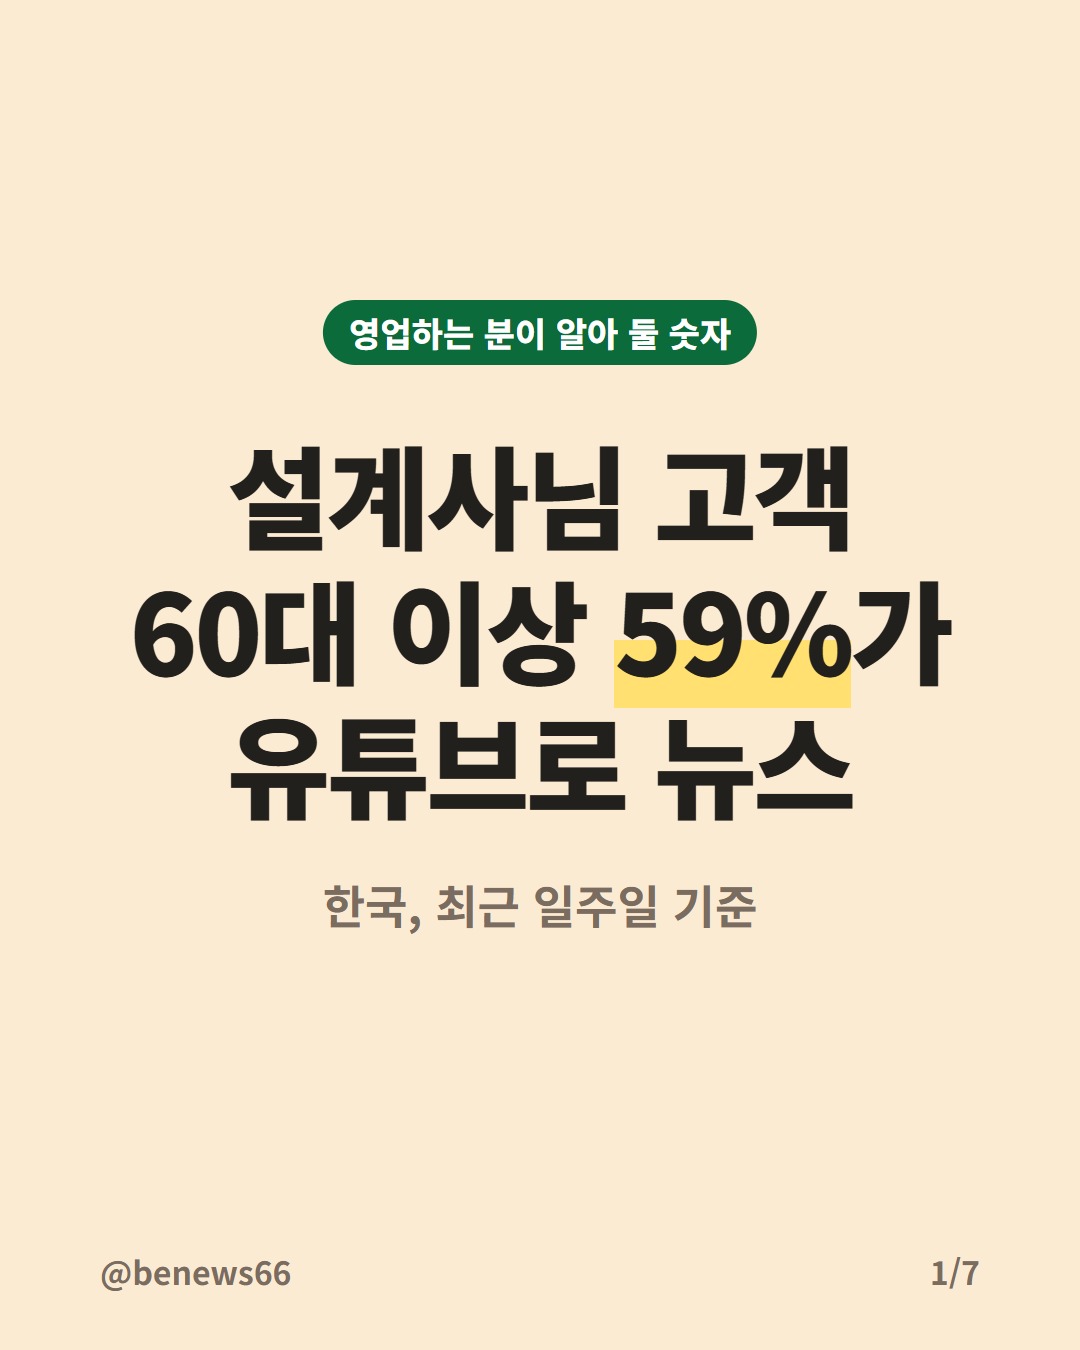 영업하는 분이 알아 둘 숫자
설계사님 고객
60대 이상 59%가
유튜브로 뉴스
한국, 최근 일주일 기준
@benews66
1/7